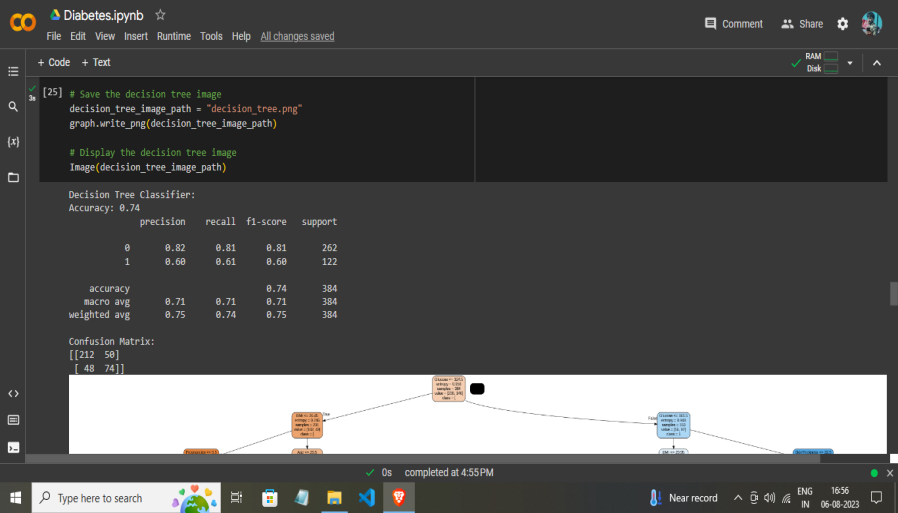 Diabetes.ipynb
File Edit View Insert Runtime Tools Help All changes saved
Comment Share
+ Code + Text
RAM
Disk
3s
[25] # Save the decision tree image
decision_tree_image_path = "decision_tree.png"
graph.write_png(decision_tree_image_path)
# Display the decision tree image
Image(decision_tree_image_path)
Decision Tree Classifier:
Accuracy: 0.74
precision recall f1-score support
0 0.82 0.81 0.81 262
1 0.60 0.61 0.60 122
accuracy 0.74 384
macro avg 0.71 0.71 0.71 384
weighted avg 0.75 0.74 0.75 384
Confusion Matrix:
[[212 50]
[ 48 74]]
True
False
0s completed at 4:55 PM
Type here to search
Near record
ENG
IN
16:56
06-08-2023